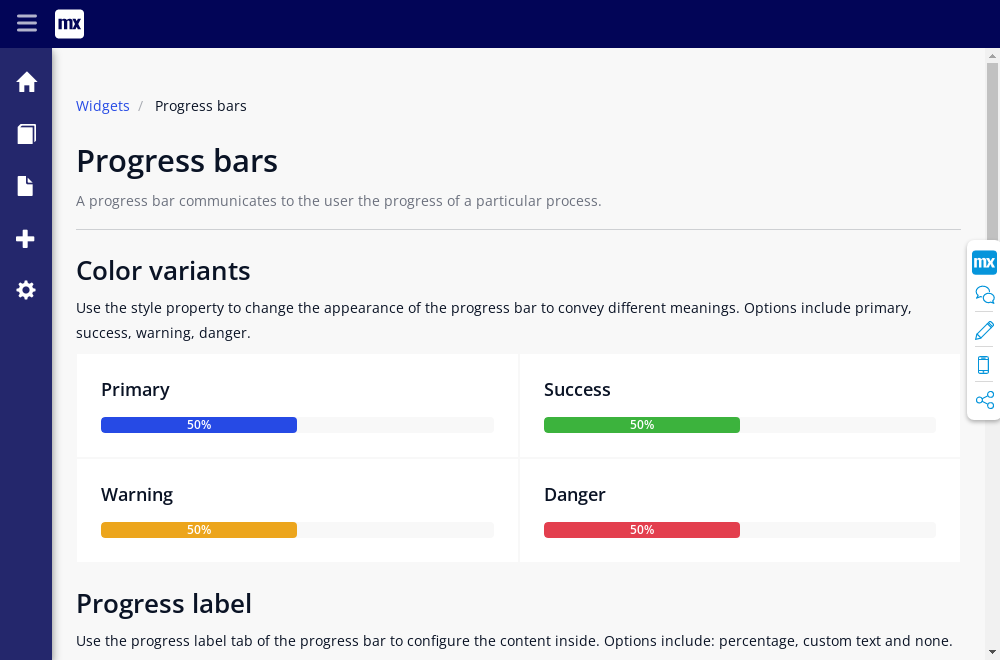 mx
Widgets / Progress bars
Progress bars
A progress bar communicates to the user the progress of a particular process.
Color variants
Use the style property to change the appearance of the progress bar to convey different meanings. Options include primary,
success, warning, danger.
Primary
50%
Success
50%
Warning
50%
Danger
50%
mx
Progress label
Use the progress label tab of the progress bar to configure the content inside. Options include: percentage, custom text and none.